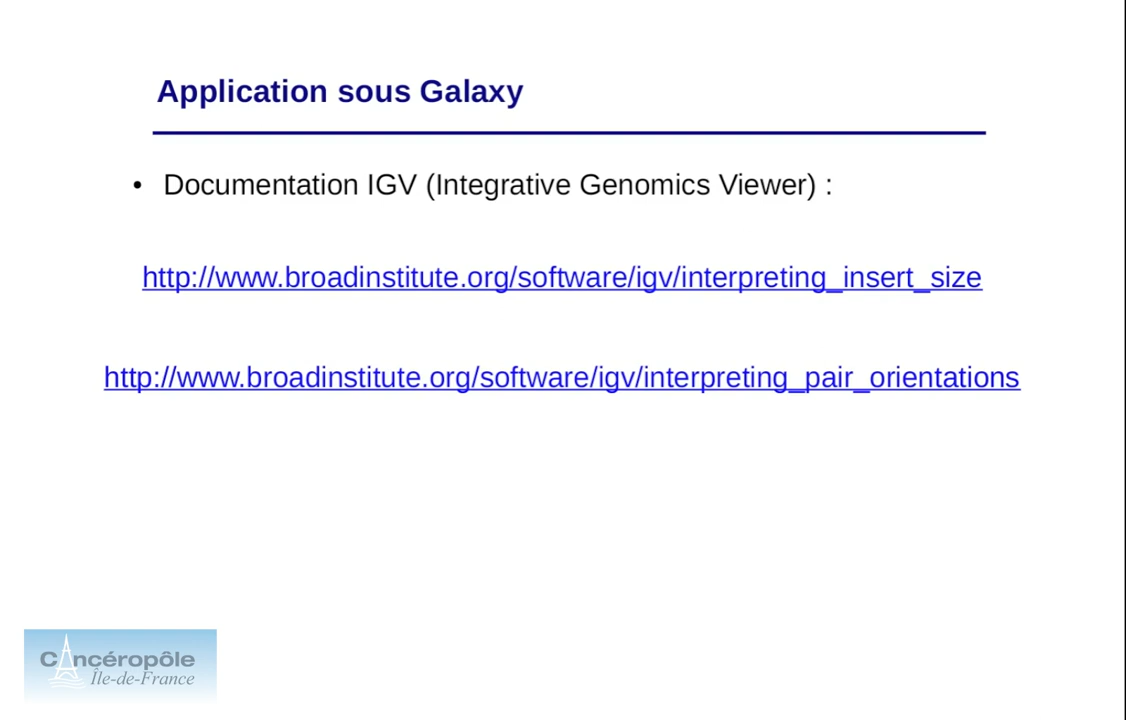 Application sous Galaxy
• Documentation IGV (Integrative Genomics Viewer) :
http://www.broadinstitute.org/software/igv/interpreting_insert_size
http://www.broadinstitute.org/software/igv/interpreting_pair_orientations
Cancéropôle
Île-de-France